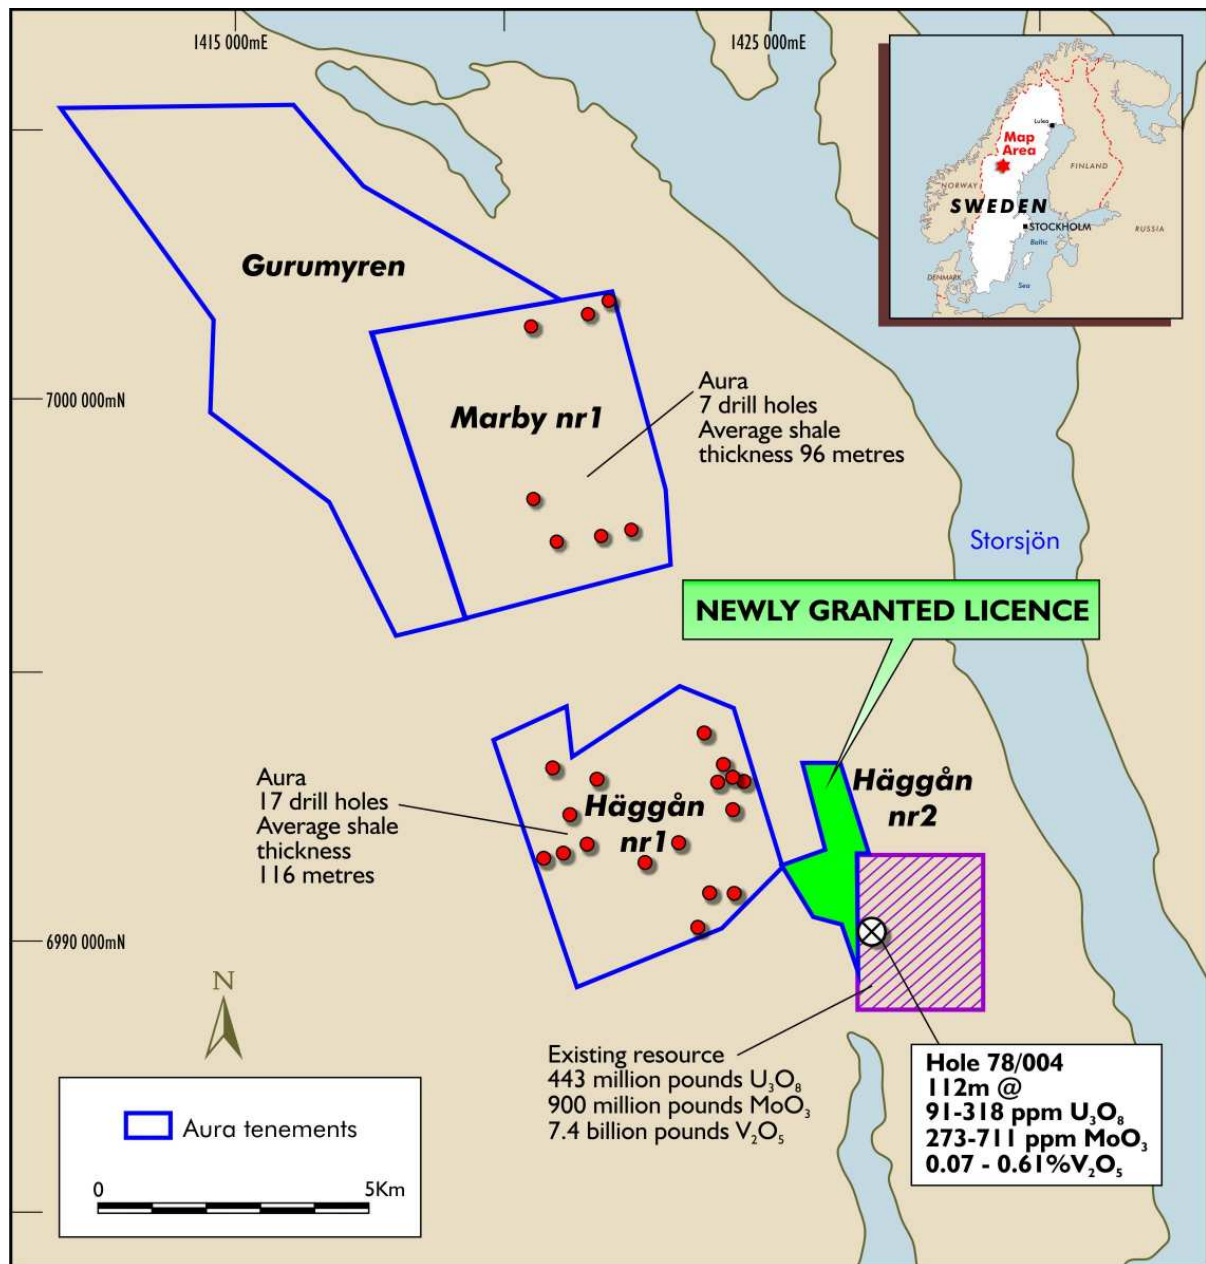 1415 000mE
1425 000mE
Lulea
Map
Area
NORWAY
FINLAND
SWEDEN
STOCKHOLM
Baltic
RUSSIA
DENMARK
Sea
Gurumyren
7000 000mN
Marby nr1
Aura
7 drill holes
Average shale
thickness 96 metres
Storsjön
NEWLY GRANTED LICENCE
Aura
17 drill holes
Average shale
thickness
116 metres
Häggån
nr1
Häggån
nr2
6990 000mN
N
Existing resource
443 million pounds U₃O₈
900 million pounds MoO₃
7.4 billion pounds V₂O₅
Hole 78/004
112m @
91-318 ppm U₃O₈
273-711 ppm MoO₃
0.07 - 0.61%V₂O₅
Aura tenements
0 5Km